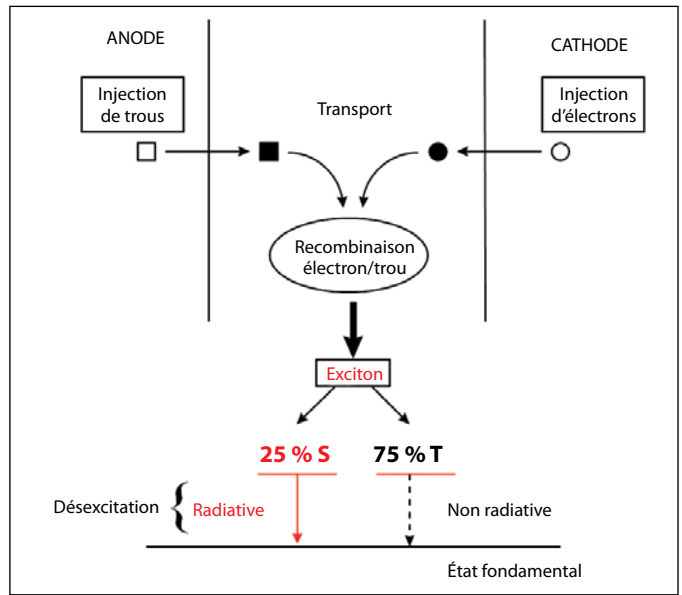 ANODE
CATHODE
Injection
de trous
Transport
Injection
d'électrons
Recombinaison
électron/trou
Exciton
25 % S
75 % T
Désexcitation
Radiative
Non radiative
État fondamental